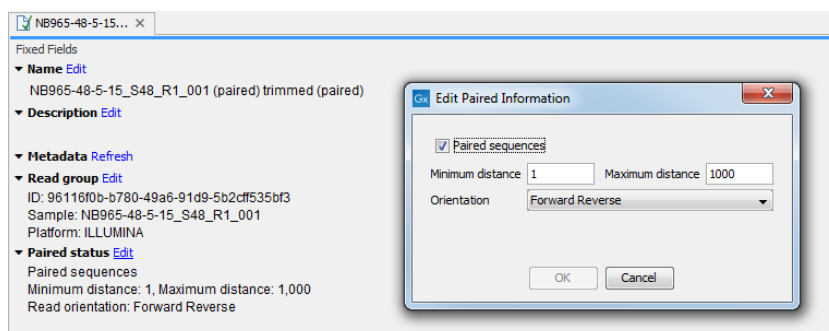 NB965-48-5-15...
Fixed Fields
Name Edit
NB965-48-5-15_S48_R1_001 (paired) trimmed (paired)
Description Edit
Metadata Refresh
Read group Edit
ID: 96116f0b-b780-49a6-91d9-5b2cff535bf3
Sample: NB965-48-5-15_S48_R1_001
Platform: ILLUMINA
Paired status Edit
Paired sequences
Minimum distance: 1, Maximum distance: 1,000
Read orientation: Forward Reverse
Gx Edit Paired Information
Paired sequences
Minimum distance 1 Maximum distance 1000
Orientation Forward Reverse
OK Cancel